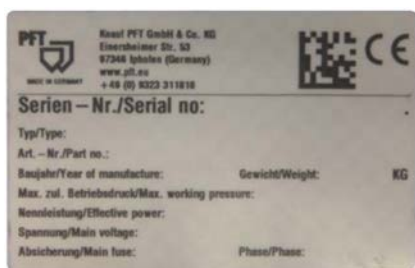 PFT
MADE IN GERMANY
Knauf PFT GmbH & Co. KG
Einersheimer Str. 53
97346 Iphofen (Germany)
www.pft.eu
+49 (0) 9323 311818
CE
Serien – Nr./Serial no:
Typ/Type:
Art. – Nr./Part no.:
Baujahr/Year of manufacture: Gewicht/Weight: KG
Max. zul. Betriebsdruck/Max. working pressure:
Nennleistung/Effective power:
Spannung/Main voltage:
Absicherung/Main fuse: Phase/Phase: